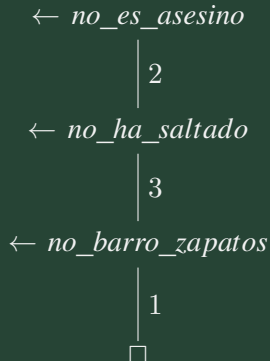 ← no_es_asesino
2
← no_ha_saltado
3
← no_barro_zapatos
1
□